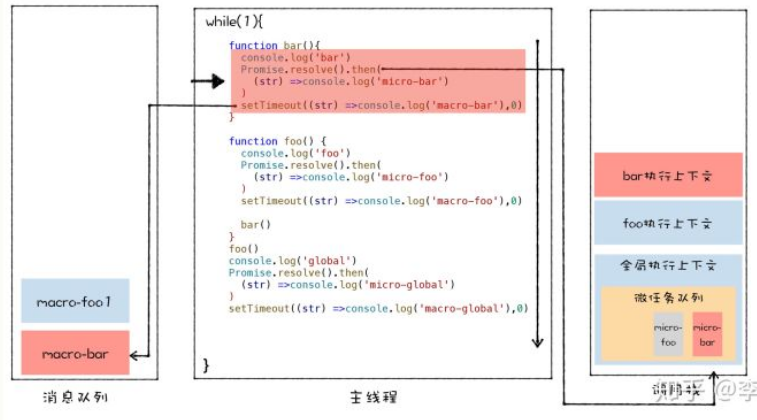 while(1){
function bar(){
console.log('bar')
Promise.resolve().then(
(str) =>console.log('micro-bar')
)
setTimeout((str) =>console.log('macro-bar'),0)
}
function foo() {
console.log('foo')
Promise.resolve().then(
(str) =>console.log('micro-foo')
)
setTimeout((str) =>console.log('macro-foo'),0)
bar()
}
foo()
console.log('global')
Promise.resolve().then(
(str) =>console.log('micro-global')
)
setTimeout((str) =>console.log('macro-global'),0)
}
macro-foo1
macro-bar
消息队列
主线程
bar执行上下文
foo执行上下文
全局执行上下文
微任务队列
micro-
foo
micro-
bar
调用栈
知乎 @李